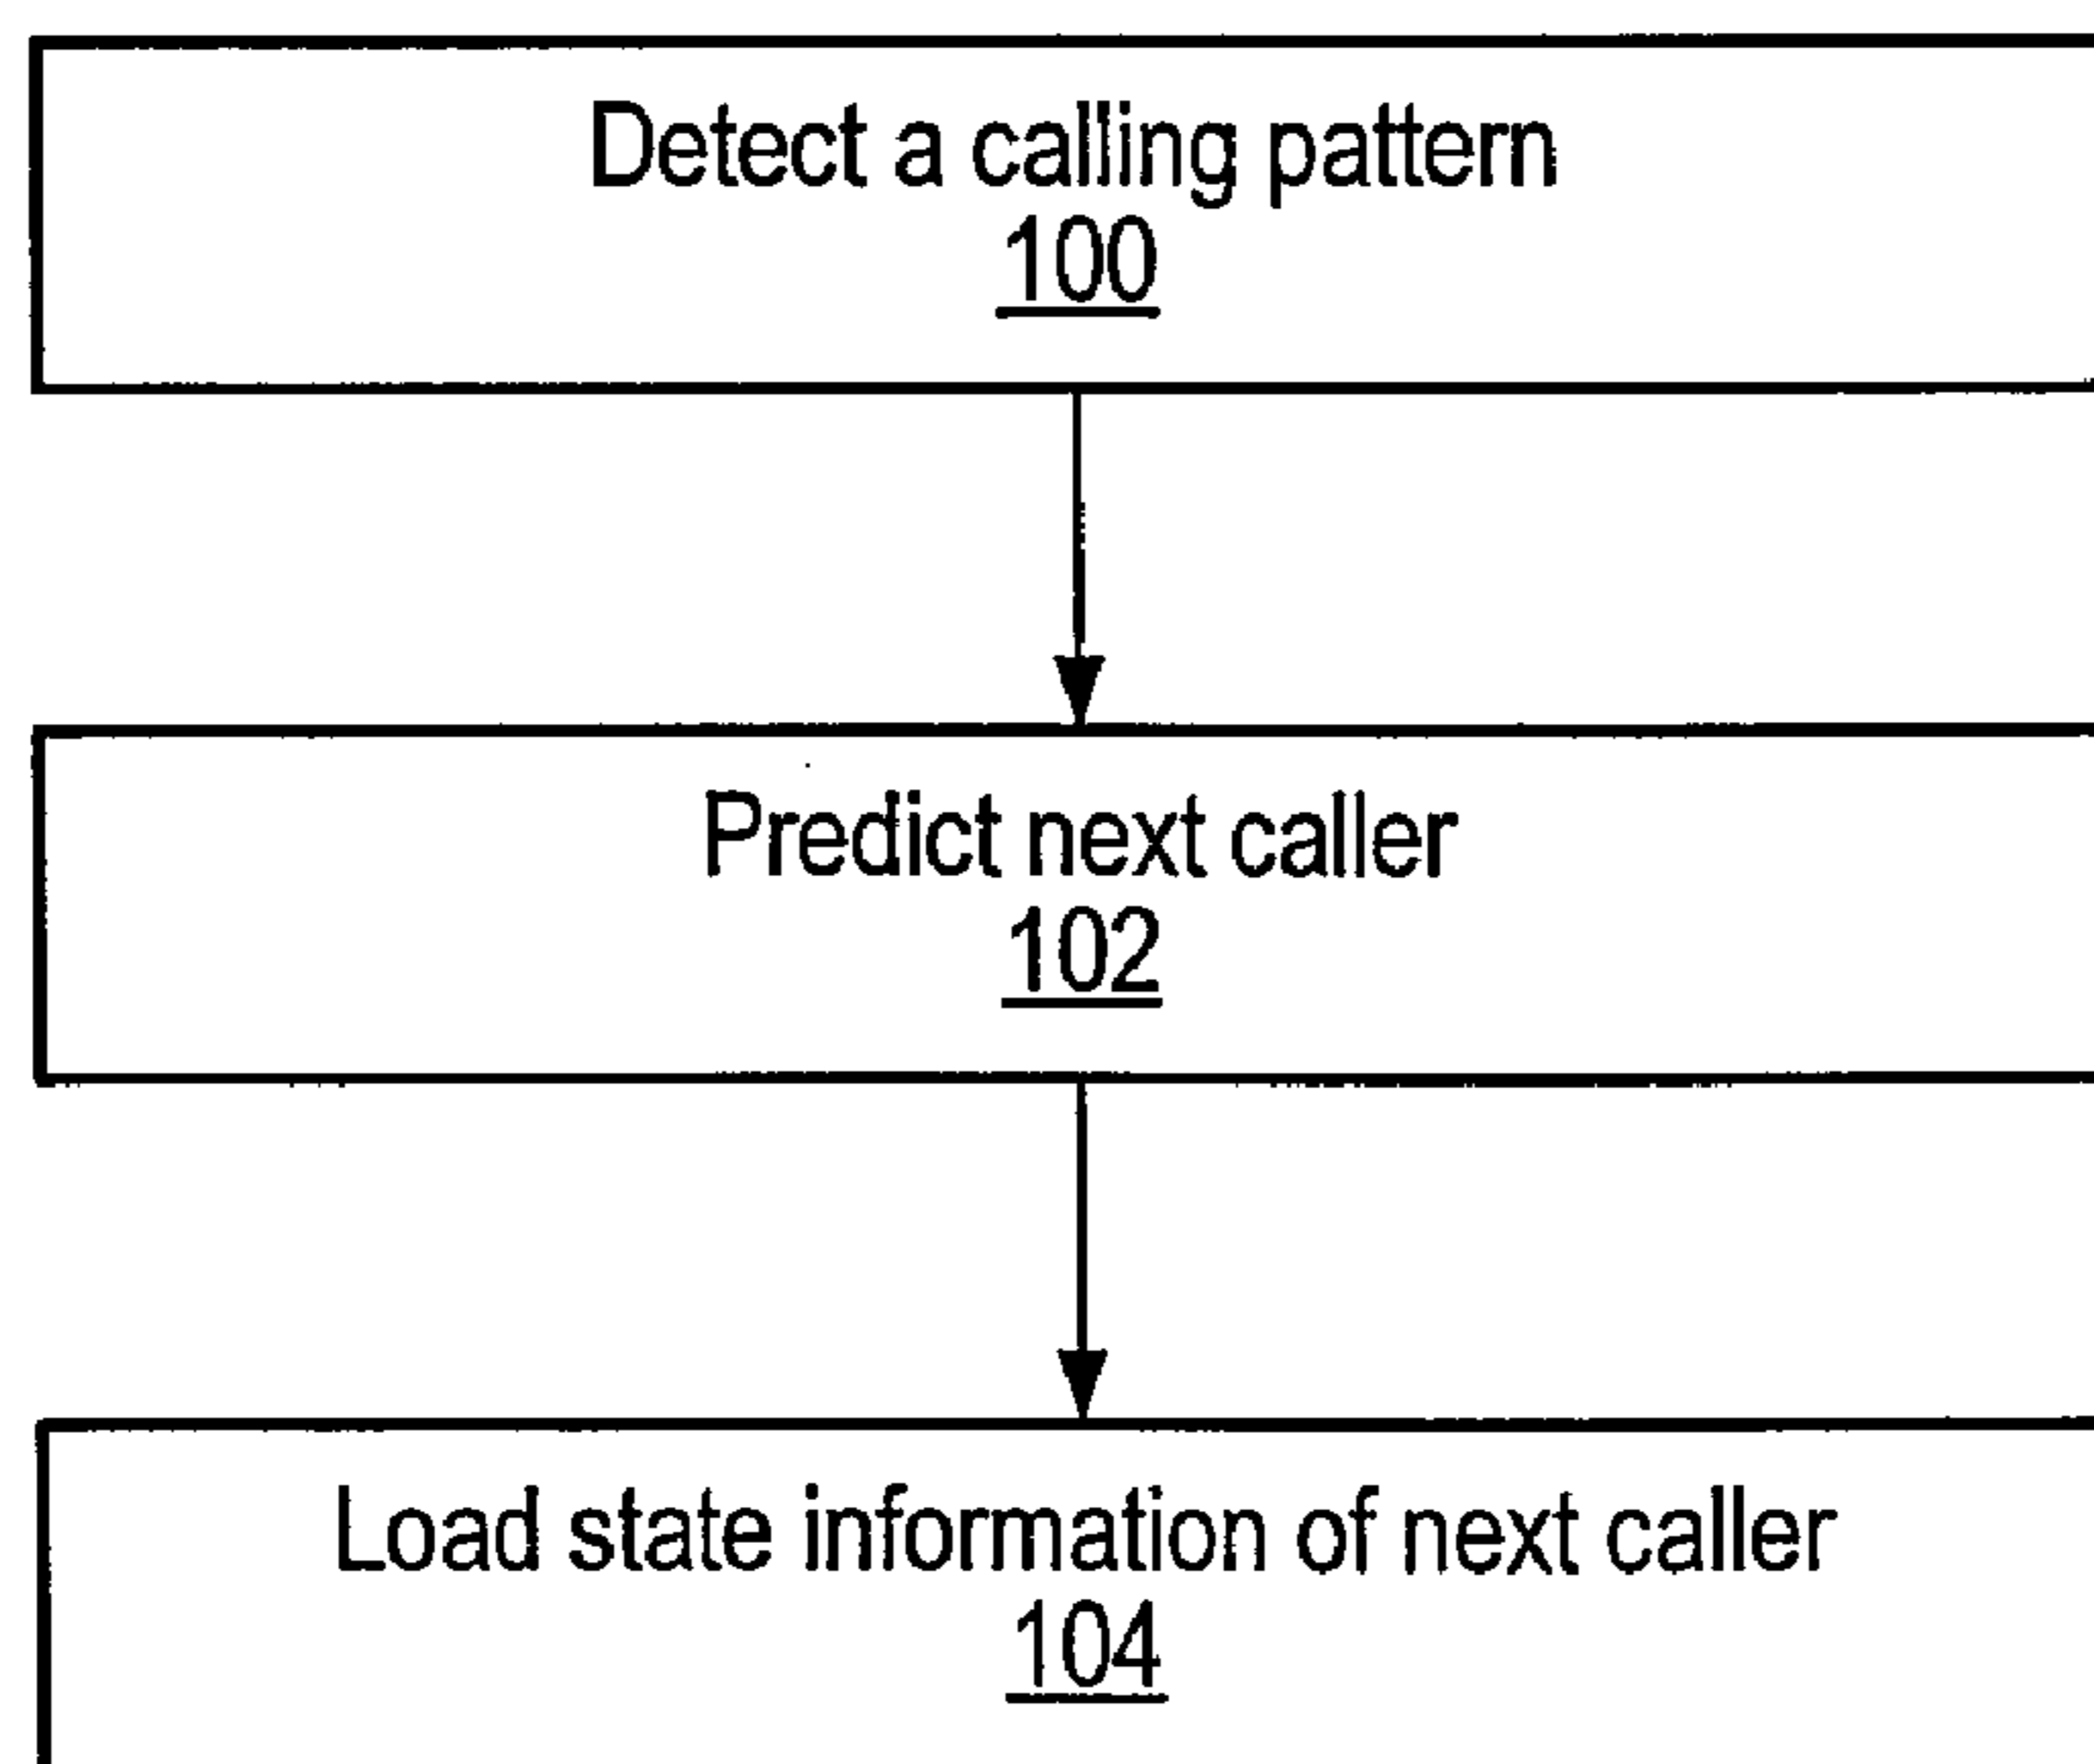 Detect a calling pattern
100
Predict next caller
102
Load state information of next caller
104